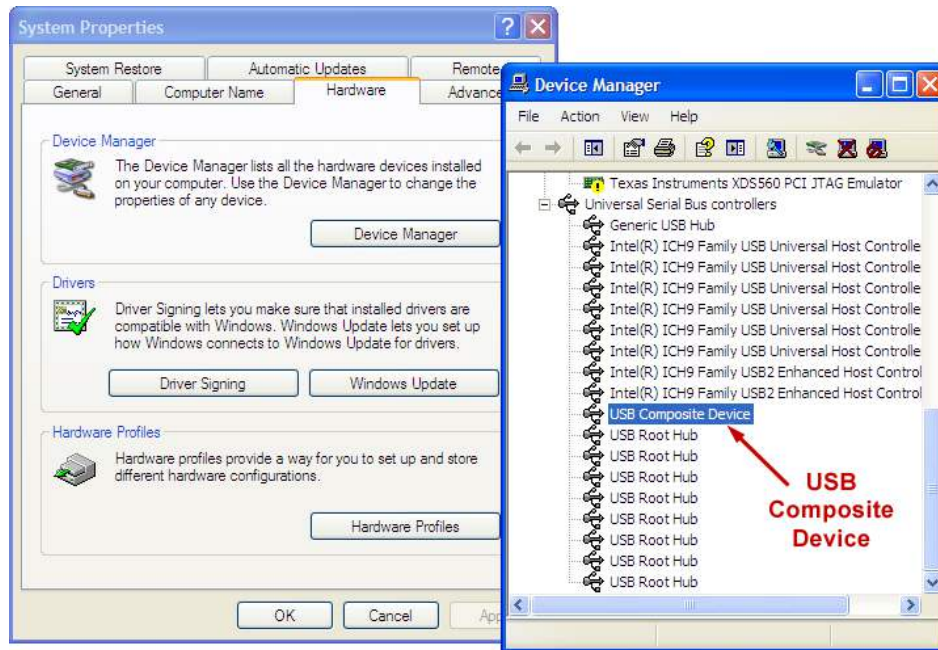 System Properties
System Restore
Automatic Updates
Remote
General
Computer Name
Hardware
Advance
Device Manager
The Device Manager lists all the hardware devices installed
on your computer. Use the Device Manager to change the
properties of any device.
Device Manager
Drivers
Driver Signing lets you make sure that installed drivers are
compatible with Windows. Windows Update lets you set up
how Windows connects to Windows Update for drivers.
Driver Signing
Windows Update
Hardware Profiles
Hardware profiles provide a way for you to set up and store
different hardware configurations.
Hardware Profiles
OK
Cancel
App
Device Manager
File Action View Help
Texas Instruments XDS560 PCI JTAG Emulator
Universal Serial Bus controllers
Generic USB Hub
Intel(R) ICH9 Family USB Universal Host Controlle
Intel(R) ICH9 Family USB Universal Host Controlle
Intel(R) ICH9 Family USB Universal Host Controlle
Intel(R) ICH9 Family USB Universal Host Controlle
Intel(R) ICH9 Family USB Universal Host Controlle
Intel(R) ICH9 Family USB Universal Host Controlle
Intel(R) ICH9 Family USB2 Enhanced Host Control
Intel(R) ICH9 Family USB2 Enhanced Host Control
USB Composite Device
USB Root Hub
USB Root Hub
USB Root Hub
USB Root Hub
USB Root Hub
USB Root Hub
USB Root Hub
USB Root Hub
USB
Composite
Device